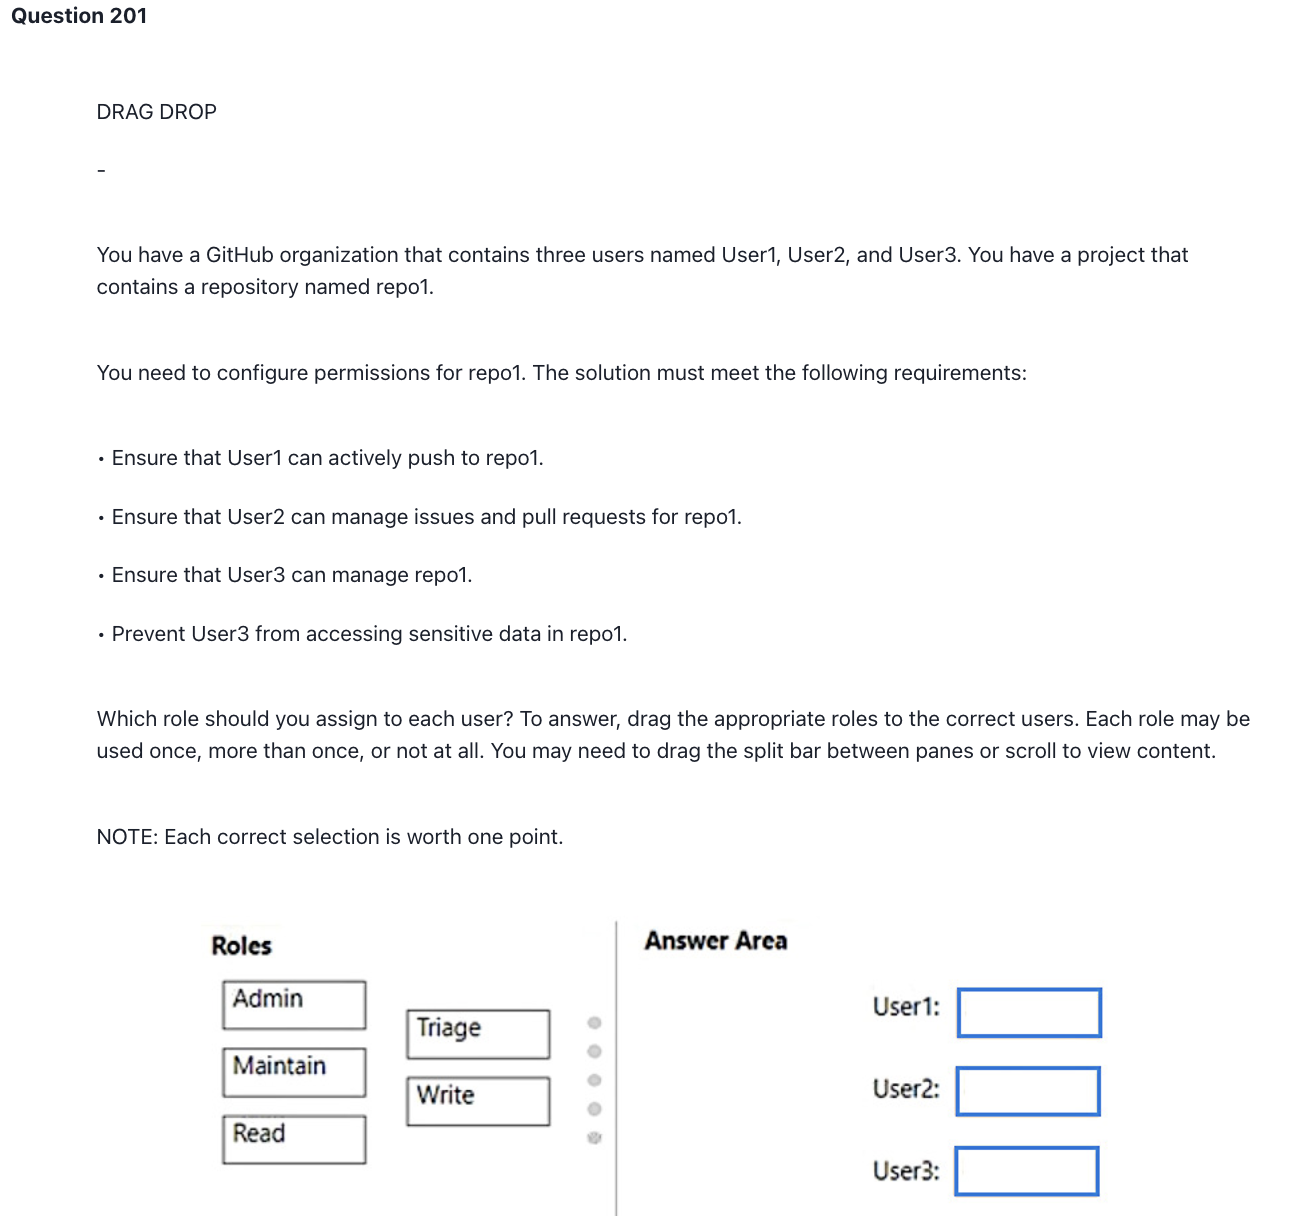 Question 201
DRAG DROP
-
You have a GitHub organization that contains three users named User1, User2, and User3. You have a project that
contains a repository named repo1.
You need to configure permissions for repo1. The solution must meet the following requirements:
• Ensure that User1 can actively push to repo1.
• Ensure that User2 can manage issues and pull requests for repo1.
• Ensure that User3 can manage repo1.
• Prevent User3 from accessing sensitive data in repo1.
Which role should you assign to each user? To answer, drag the appropriate roles to the correct users. Each role may be
used once, more than once, or not at all. You may need to drag the split bar between panes or scroll to view content.
NOTE: Each correct selection is worth one point.
Roles
Admin
Maintain
Read
Triage
Write
Answer Area
User1:
User2:
User3: